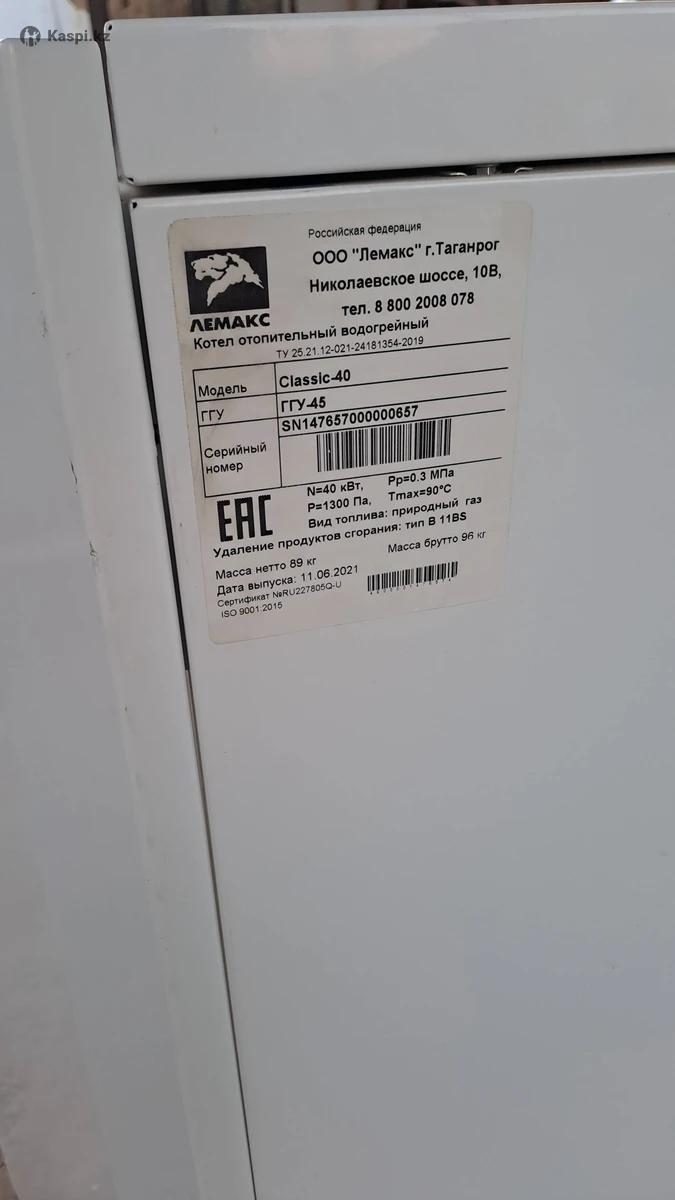 Kaspi.kz
Российская федерация
ООО "Лемакс" г.Таганрог
Николаевское шоссе, 10В,
тел. 8 800 2008 078
ЛЕМАКС
Котел отопительный водогрейный
ТУ 25.21.12-021-24181354-2019
Модель Classic-40
ГГУ ГГУ-45
Серийный номер SN147657000000657
EAC
N=40 кВт, Рр=0.3 МПа
P=1300 Па, Tmax=90°C
Вид топлива: природный газ
Удаление продуктов сгорания: тип В 11BS
Масса нетто 89 кг Масса брутто 96 кг
Дата выпуска: 11.06.2021
Сертификат №RU227805Q-U
ISO 9001:2015